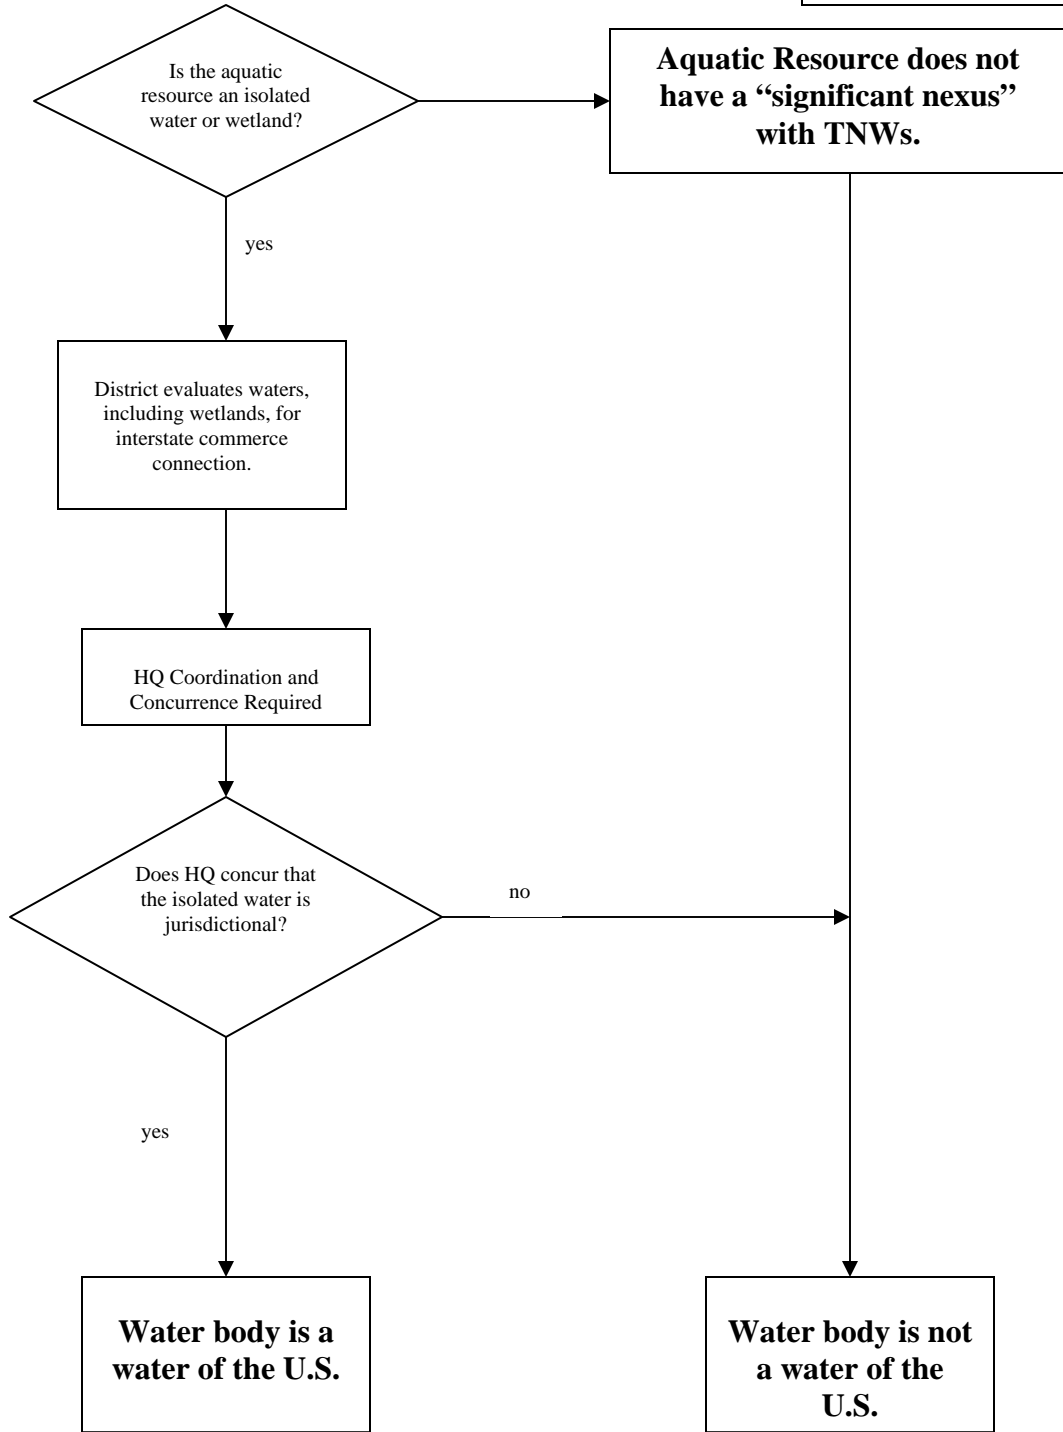 Is the aquatic
resource an isolated
water or wetland?
Aquatic Resource does not
have a “significant nexus”
with TNWs.
yes
District evaluates waters,
including wetlands, for
interstate commerce
connection.
HQ Coordination and
Concurrence Required
Does HQ concur that
the isolated water is
jurisdictional?
no
yes
Water body is a
water of the U.S.
Water body is not
a water of the
U.S.